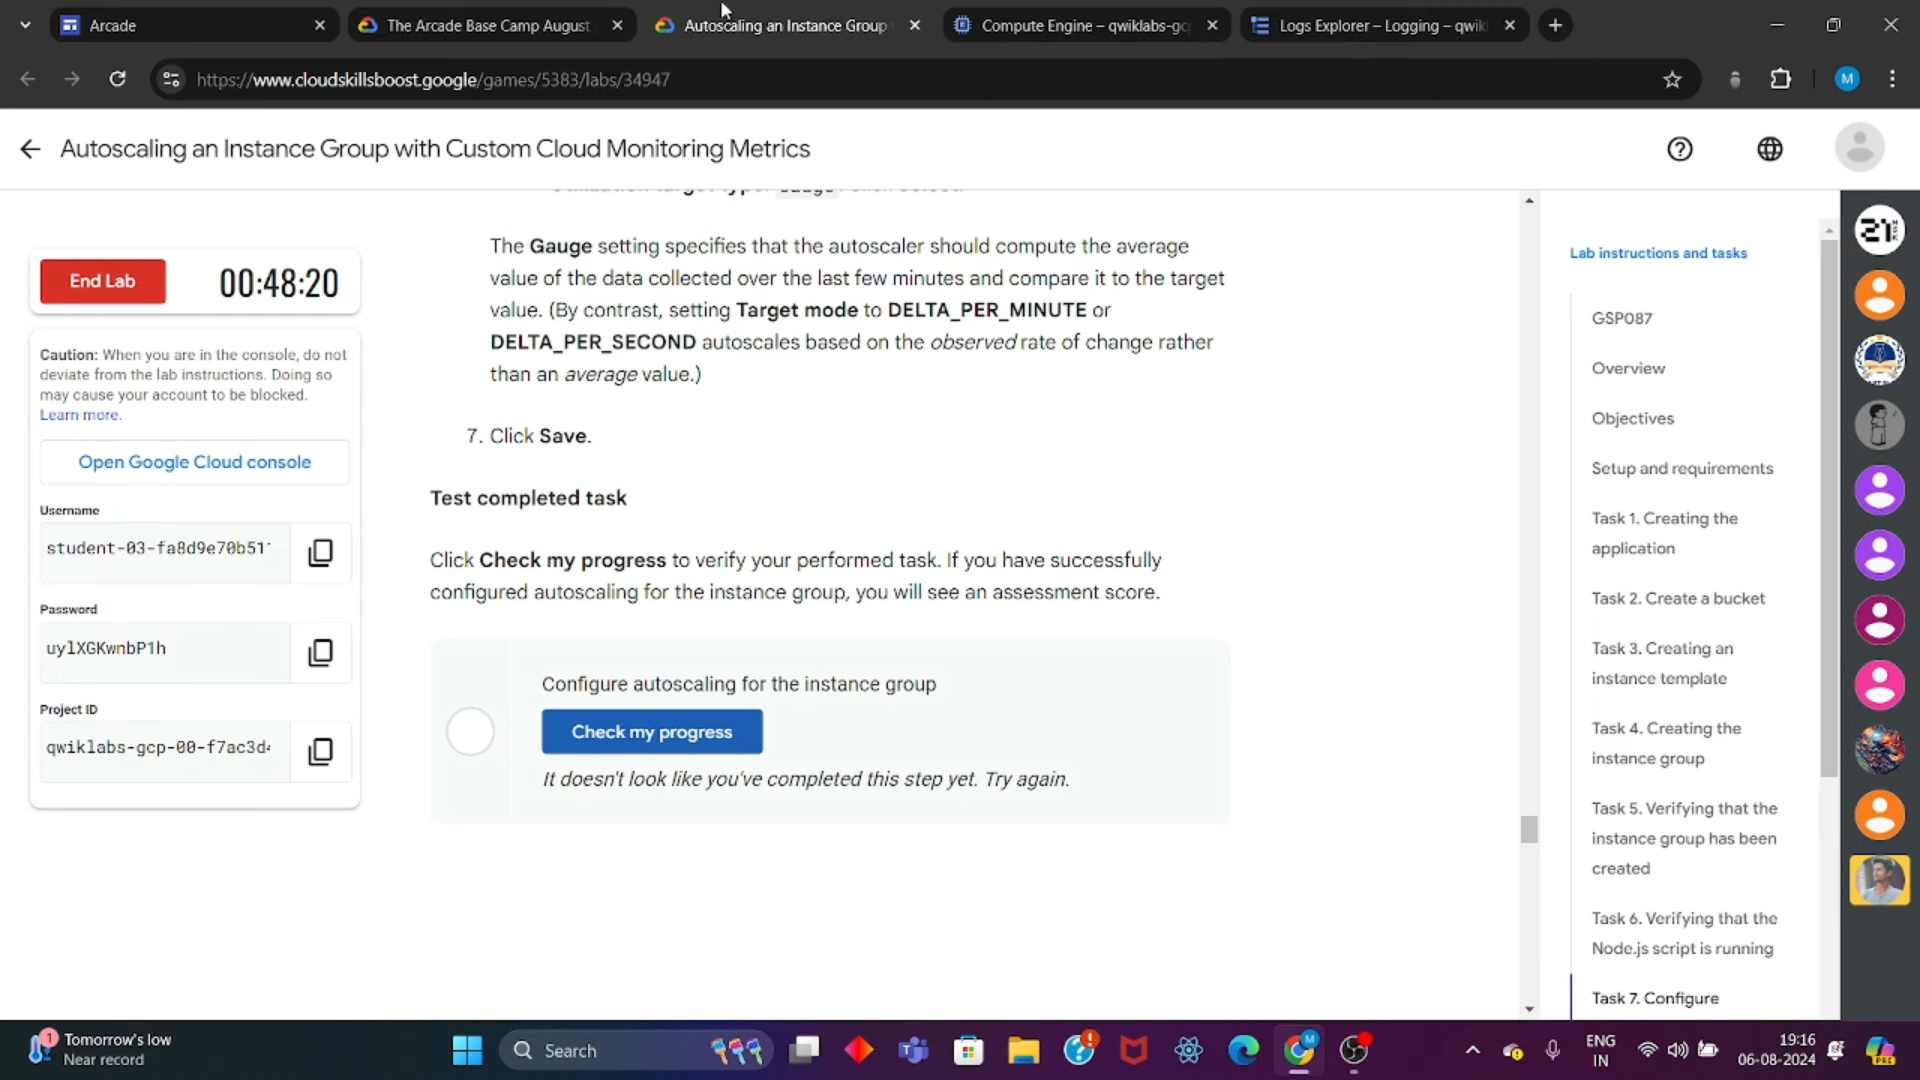 Arcade
The Arcade Base Camp August
Autoscaling an Instance Group
Compute Engine – qwiklabs-gc
Logs Explorer – Logging – qwik
https://www.cloudskillsboost.google/games/5383/labs/34947
M
Autoscaling an Instance Group with Custom Cloud Monitoring Metrics
End Lab
00:48:20
Caution: When you are in the console, do not
deviate from the lab instructions. Doing so
may cause your account to be blocked.
Learn more.
Open Google Cloud console
Username
student-03-fa8d9e70b51
Password
uylXGKwnbP1h
Project ID
qwiklabs-gcp-00-f7ac3d
The Gauge setting specifies that the autoscaler should compute the average
value of the data collected over the last few minutes and compare it to the target
value. (By contrast, setting Target mode to DELTA_PER_MINUTE or
DELTA_PER_SECOND autoscales based on the observed rate of change rather
than an average value.)
7. Click Save.
Test completed task
Click Check my progress to verify your performed task. If you have successfully
configured autoscaling for the instance group, you will see an assessment score.
Configure autoscaling for the instance group
Check my progress
It doesn't look like you've completed this step yet. Try again.
Lab instructions and tasks
GSP087
Overview
Objectives
Setup and requirements
Task 1. Creating the
application
Task 2. Create a bucket
Task 3. Creating an
instance template
Task 4. Creating the
instance group
Task 5. Verifying that the
instance group has been
created
Task 6. Verifying that the
Node.js script is running
Task 7. Configure
21
1
Tomorrow's low
Near record
Search
M
ENG
IN
19:16
06-08-2024
PRE